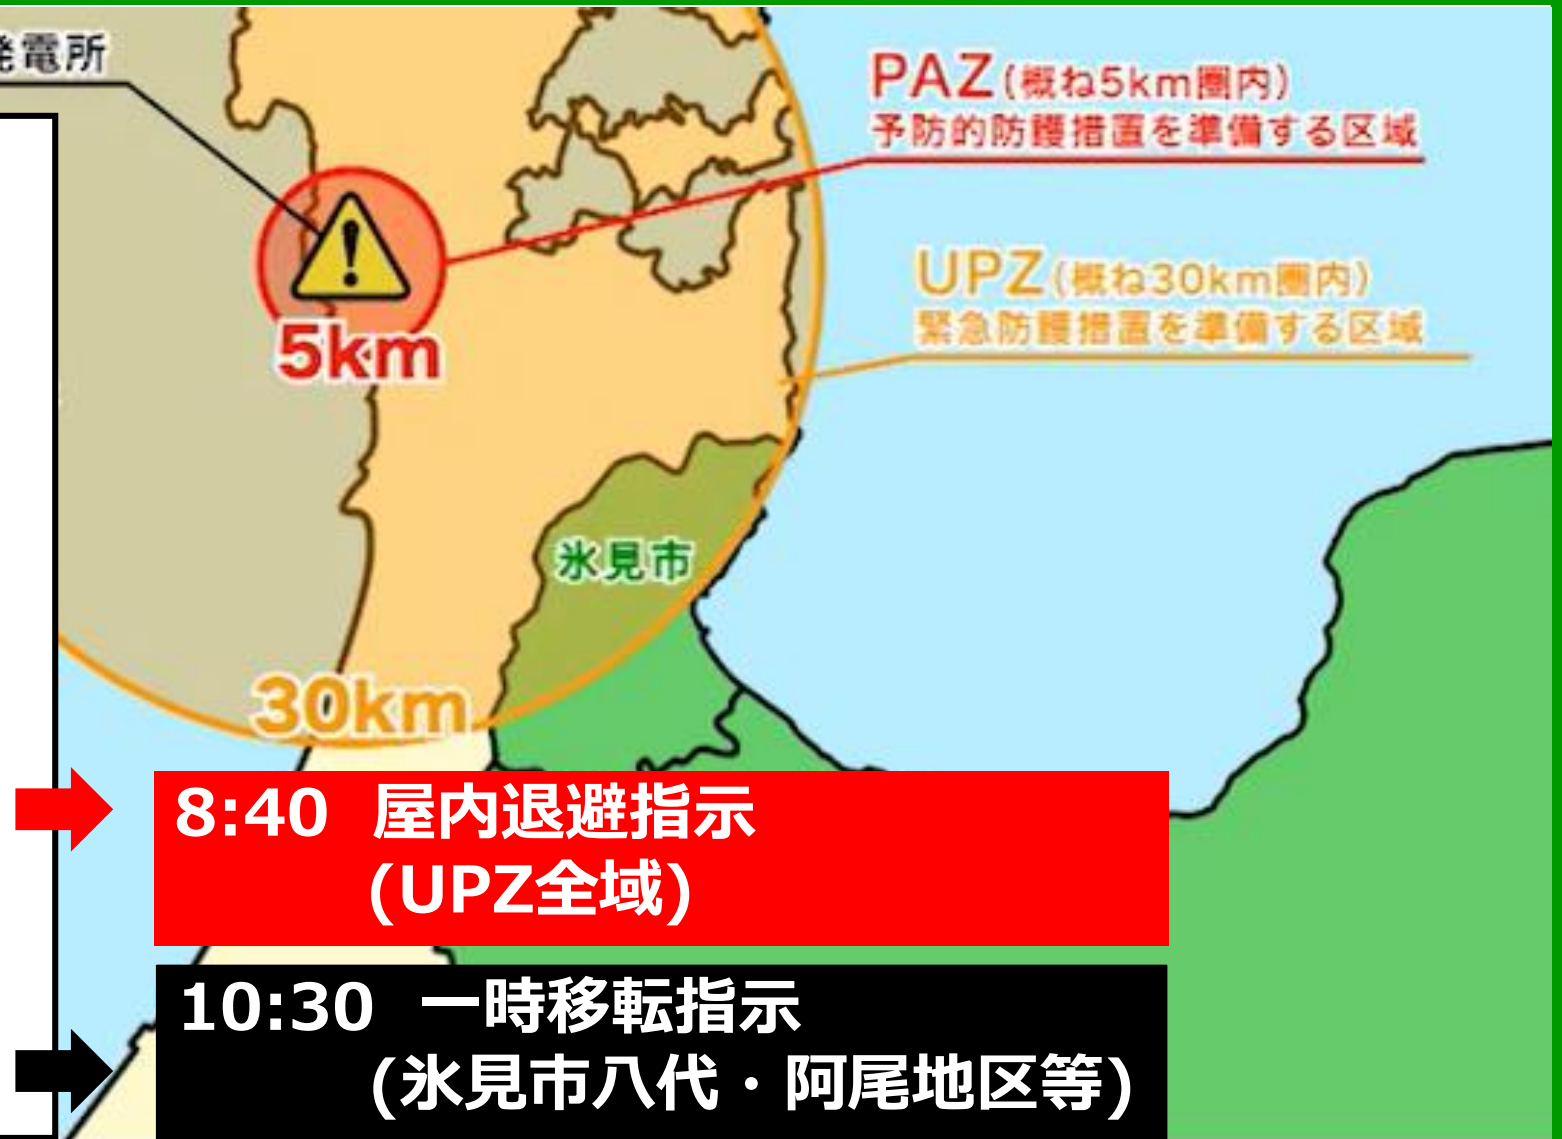 発電所
PAZ(概ね5km圏内)
予防的防護措置を準備する区域
UPZ(概ね30km圏内)
緊急防護措置を準備する区域
5km
氷見市
30km
8:40 屋内退避指示
(UPZ全域)
10:30 一時移転指示
(氷見市八代・阿尾地区等)